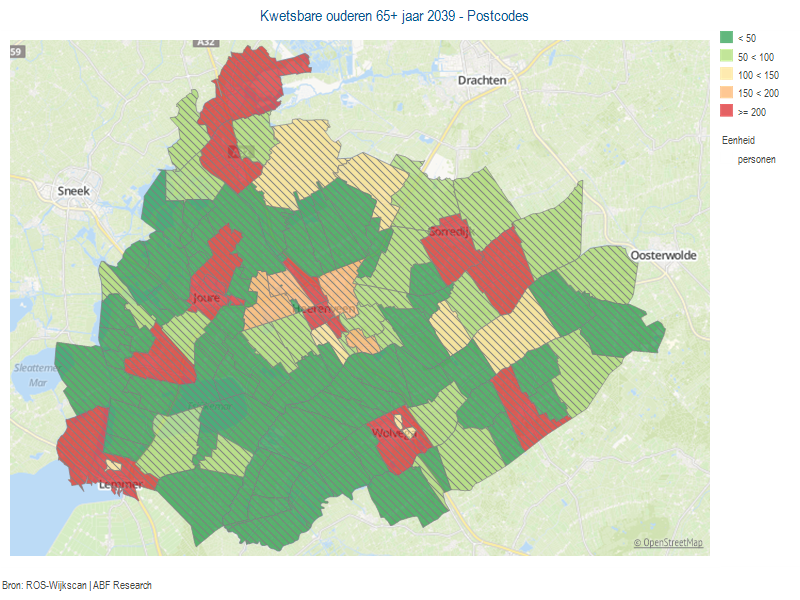 Kwetsbare ouderen 65+ jaar 2039 - Postcodes
59
A32
Drachten
< 50
50 < 100
100 < 150
150 < 200
>= 200
Eenheid
personen
Sneek
Gorredijk
Oosterwolde
Joure
Heerenveen
Sleattemer
Mar
Wolvega
Lemmer
© OpenStreetMap
Bron: ROS-Wijkscan | ABF Research